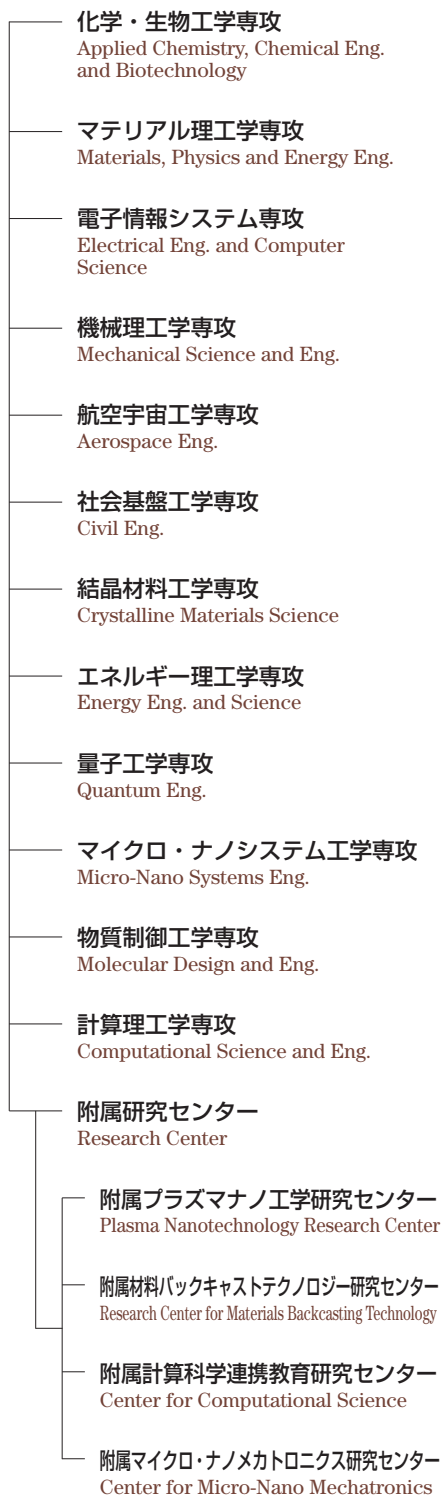 化学・生物工学専攻
Applied Chemistry, Chemical Eng.
and Biotechnology
マテリアル理工学専攻
Materials, Physics and Energy Eng.
電子情報システム専攻
Electrical Eng. and Computer
Science
機械理工学専攻
Mechanical Science and Eng.
航空宇宙工学専攻
Aerospace Eng.
社会基盤工学専攻
Civil Eng.
結晶材料工学専攻
Crystalline Materials Science
エネルギー理工学専攻
Energy Eng. and Science
量子工学専攻
Quantum Eng.
マイクロ・ナノシステム工学専攻
Micro-Nano Systems Eng.
物質制御工学専攻
Molecular Design and Eng.
計算理工学専攻
Computational Science and Eng.
附属研究センター
Research Center
附属プラズマナノ工学研究センター
Plasma Nanotechnology Research Center
附属材料バックキャストテクノロジー研究センター
Research Center for Materials Backcasting Technology
附属計算科学連携教育研究センター
Center for Computational Science
附属マイクロ・ナノメカトロニクス研究センター
Center for Micro-Nano Mechatronics